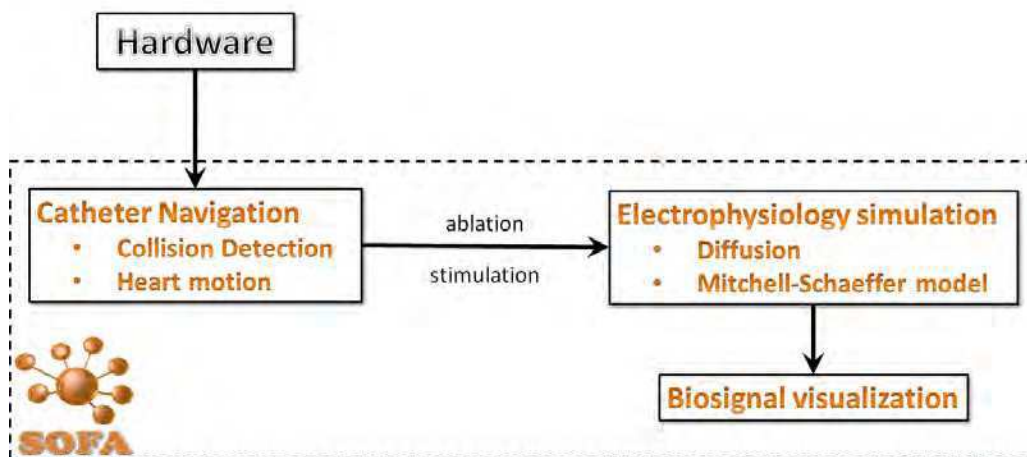 Hardware
Catheter Navigation
• Collision Detection
• Heart motion
ablation
stimulation
Electrophysiology simulation
• Diffusion
• Mitchell-Schaeffer model
Biosignal visualization
SOFA